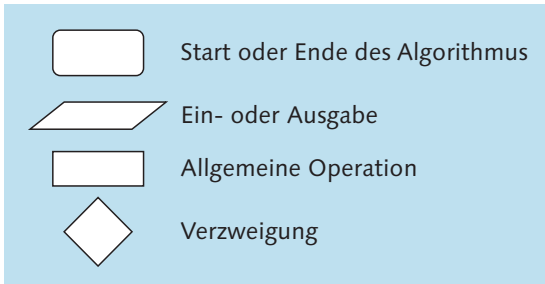 Start oder Ende des Algorithmus
Ein- oder Ausgabe
Allgemeine Operation
Verzweigung